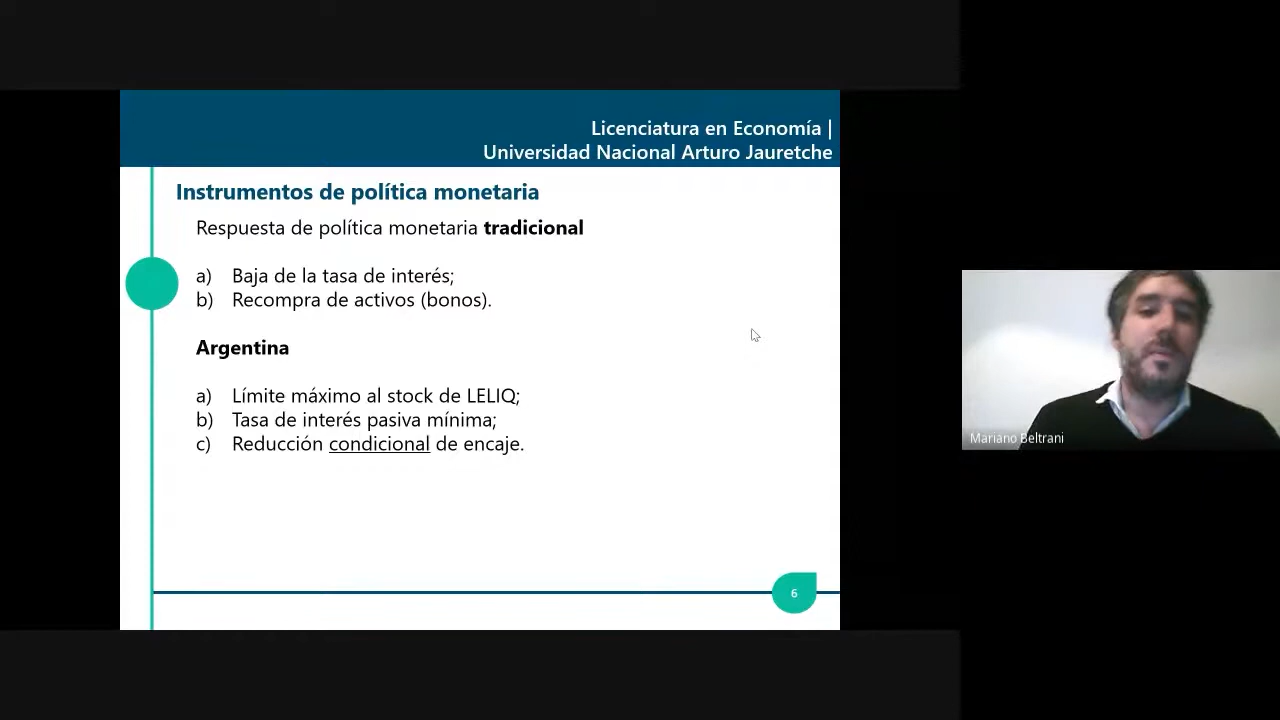 Licenciatura en Economía |
Universidad Nacional Arturo Jauretche
Instrumentos de política monetaria
Respuesta de política monetaria tradicional
a) Baja de la tasa de interés;
b) Recompra de activos (bonos).
Argentina
a) Límite máximo al stock de LELIQ;
b) Tasa de interés pasiva mínima;
c) Reducción condicional de encaje.
6
Mariano Beltrani